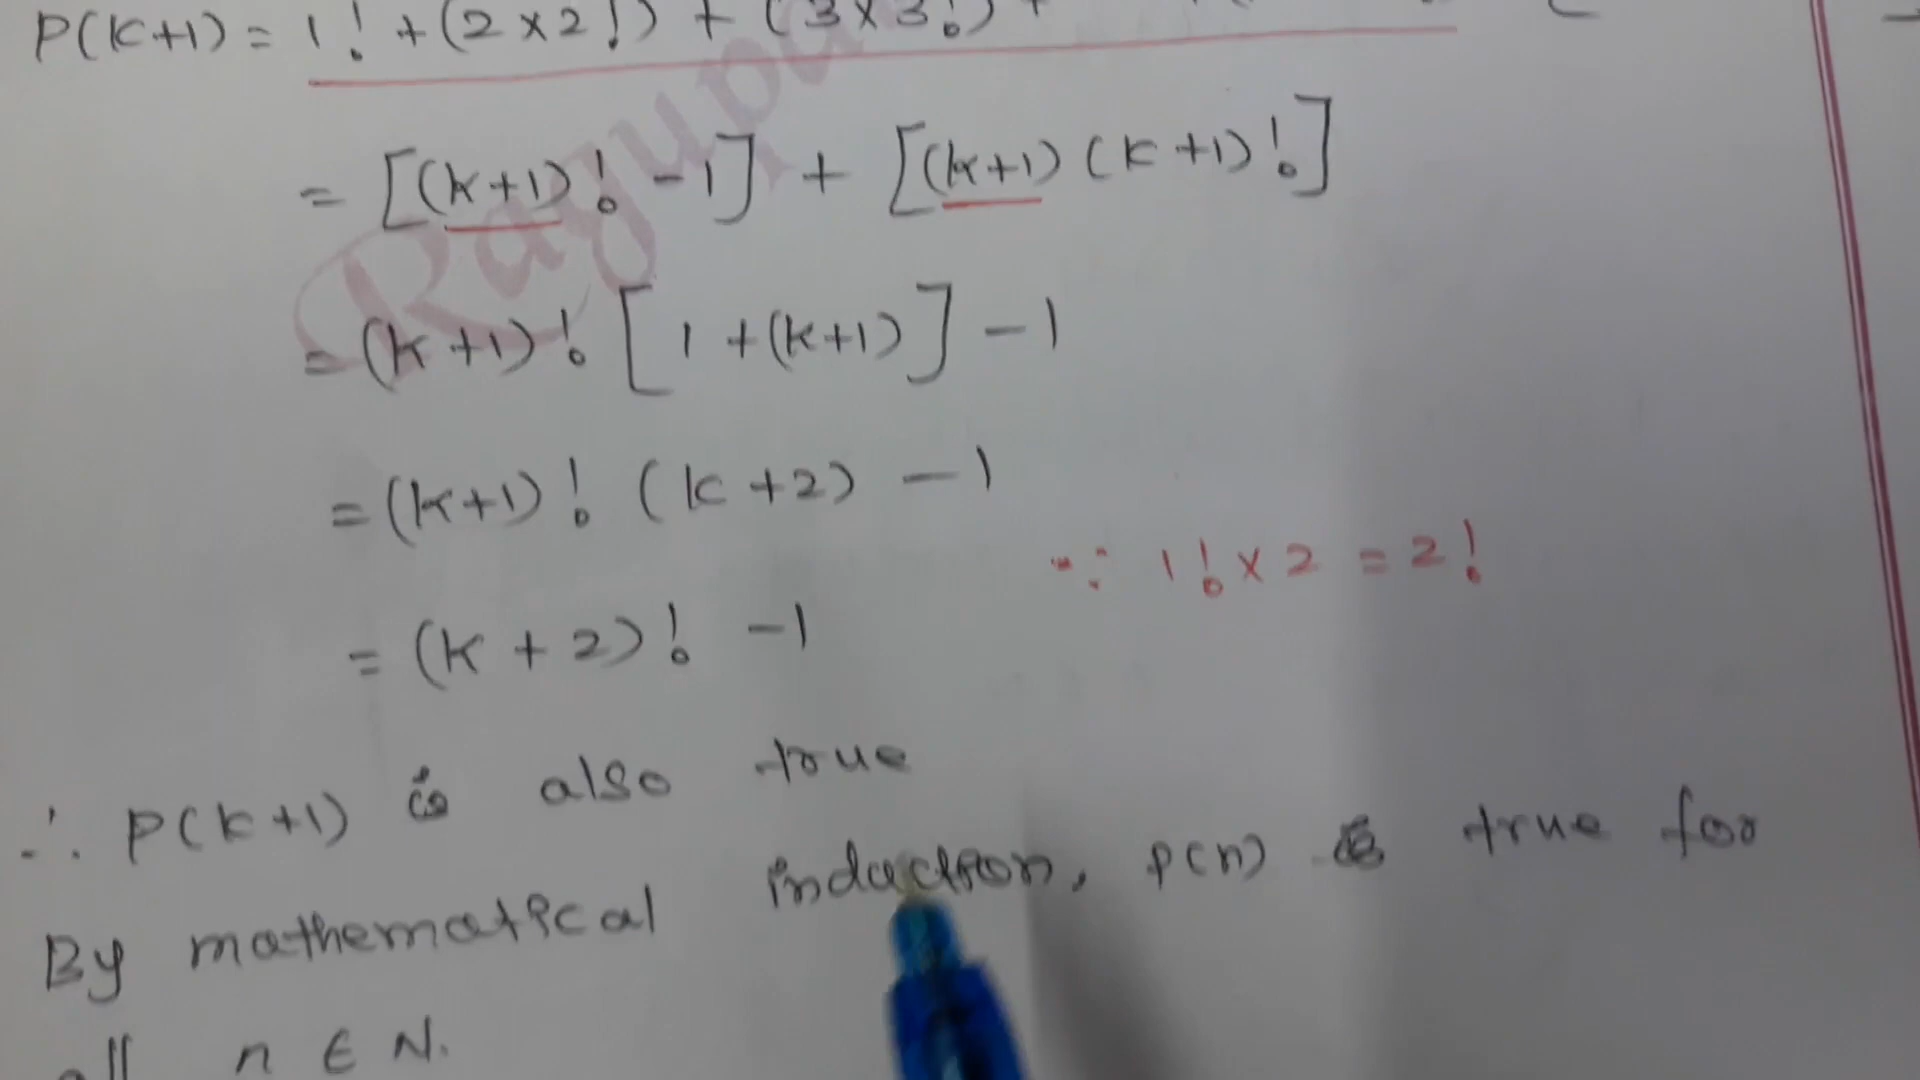 P(k+1) = 1! + (2×2!) + (3×3!) +
= [(k+1)! -1] + [(k+1) (k+1)!]
= (k+1)! [1 + (k+1)] - 1
= (k+1)! (k+2) - 1
∵ 1! × 2 = 2!
= (k + 2)! -1
∴ P(k+1) is also true
By mathematical induction, p(n) is true for
all n ∈ N.